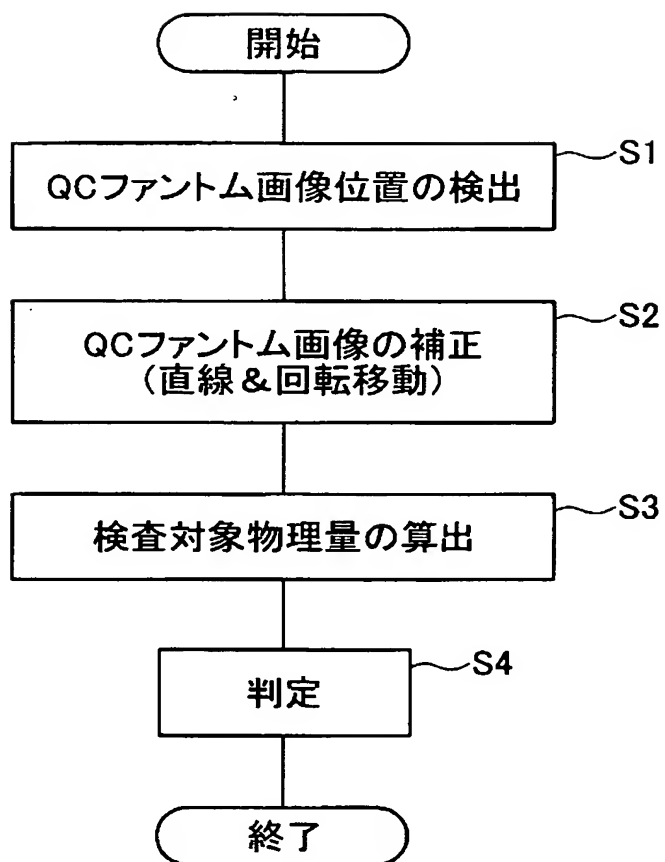 開始
QCファントム画像位置の検出
S1
QCファントム画像の補正
(直線&回転移動)
S2
検査対象物理量の算出
S3
判定
S4
終了